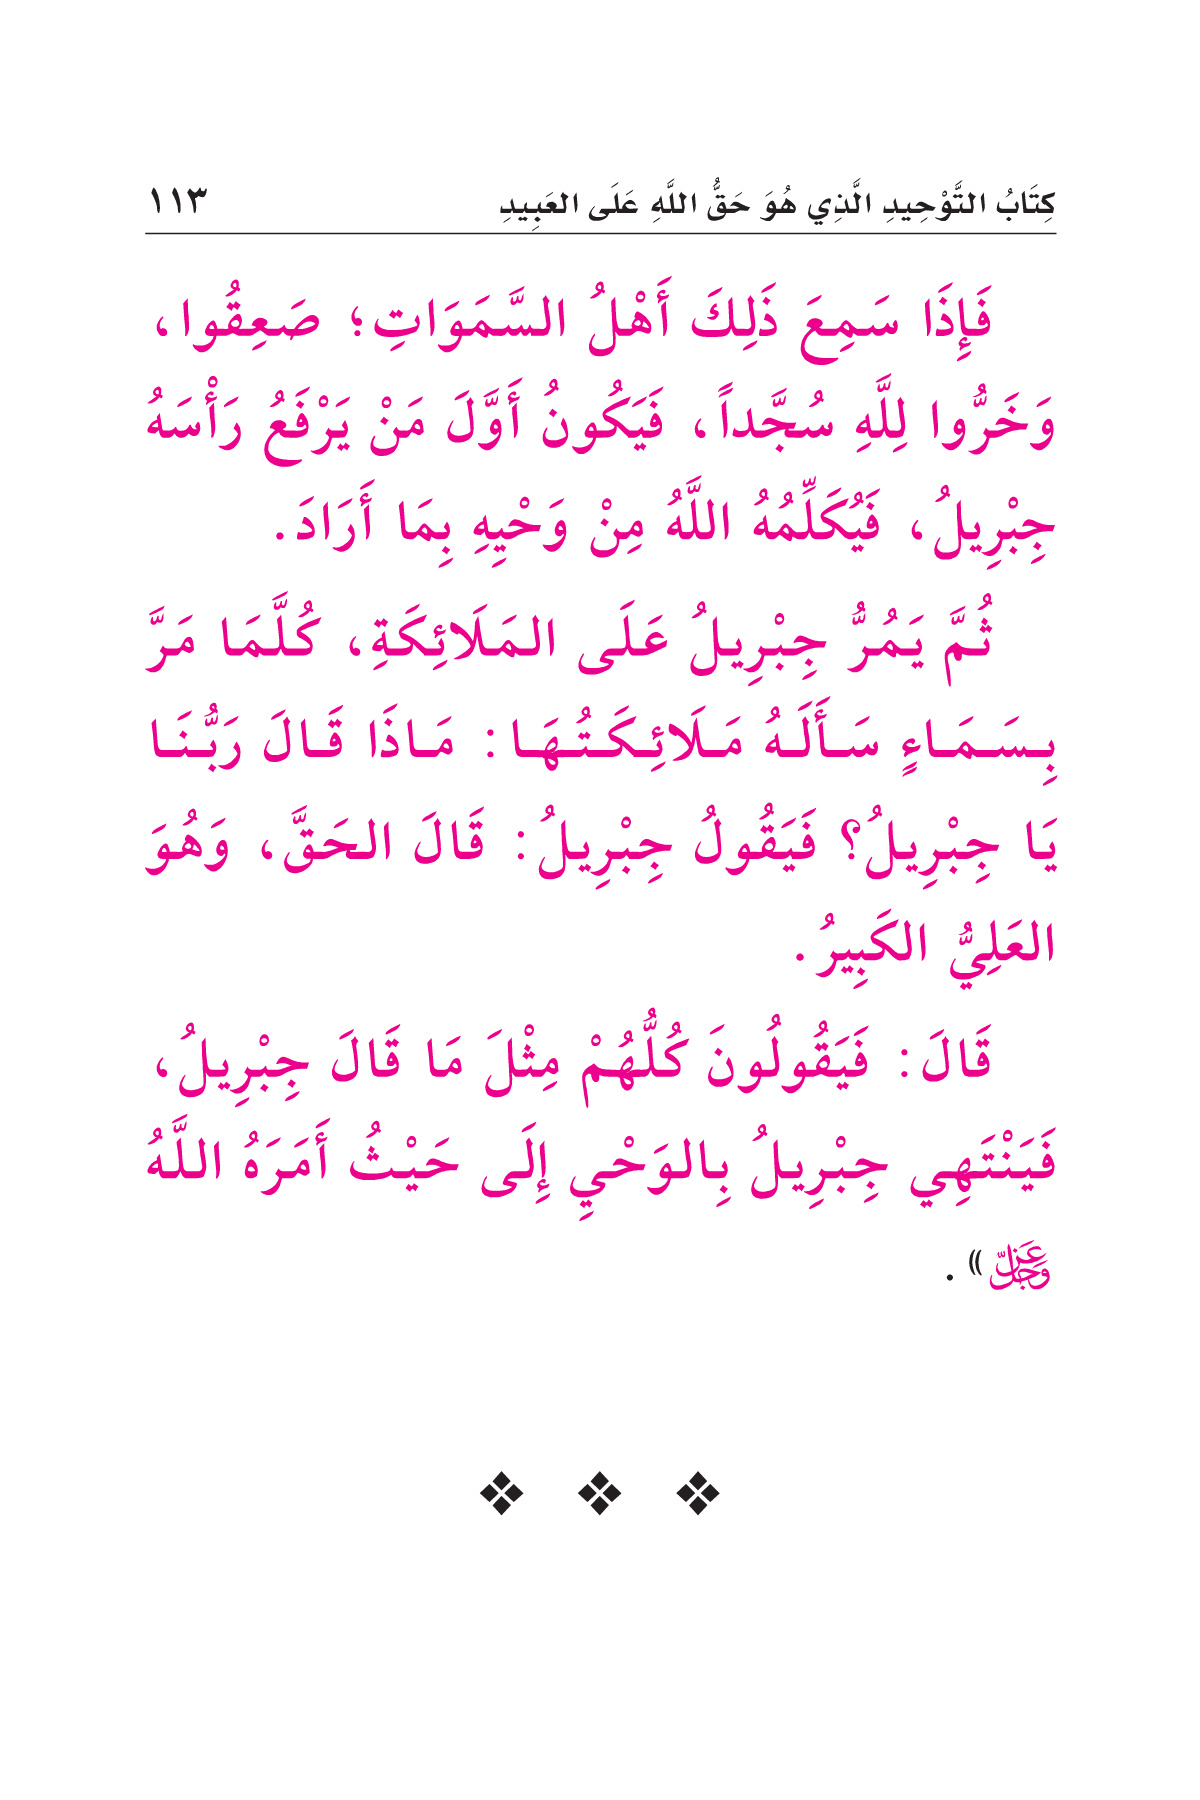 كِتَابُ التَّوْحِيدِ الَّذِي هُوَ حَقُّ اللَّهِ عَلَى العَبِيدِ ١١٣
فَإِذَا سَمِعَ ذَلِكَ أَهْلُ السَّمَوَاتِ؛ صَعِقُوا،
وَخَرُّوا لِلَّهِ سُجَّداً، فَيَكُونُ أَوَّلَ مَنْ يَرْفَعُ رَأْسَهُ
جِبْرِيلُ، فَيُكَلِّمُهُ اللَّهُ مِنْ وَحْيِهِ بِمَا أَرَادَ.
ثُمَّ يَمُرُّ جِبْرِيلُ عَلَى المَلَائِكَةِ، كُلَّمَا مَرَّ
بِسَمَاءٍ سَأَلَهُ مَلَائِكَتُهَا: مَاذَا قَالَ رَبُّنَا
يَا جِبْرِيلُ؟ فَيَقُولُ جِبْرِيلُ: قَالَ الحَقَّ، وَهُوَ
العَلِيُّ الكَبِيرُ.
قَالَ: فَيَقُولُونَ كُلُّهُمْ مِثْلَ مَا قَالَ جِبْرِيلُ،
فَيَنْتَهِي جِبْرِيلُ بِالوَحْيِ إِلَى حَيْثُ أَمَرَهُ اللَّهُ
عَزَّ وَجَلَّ».